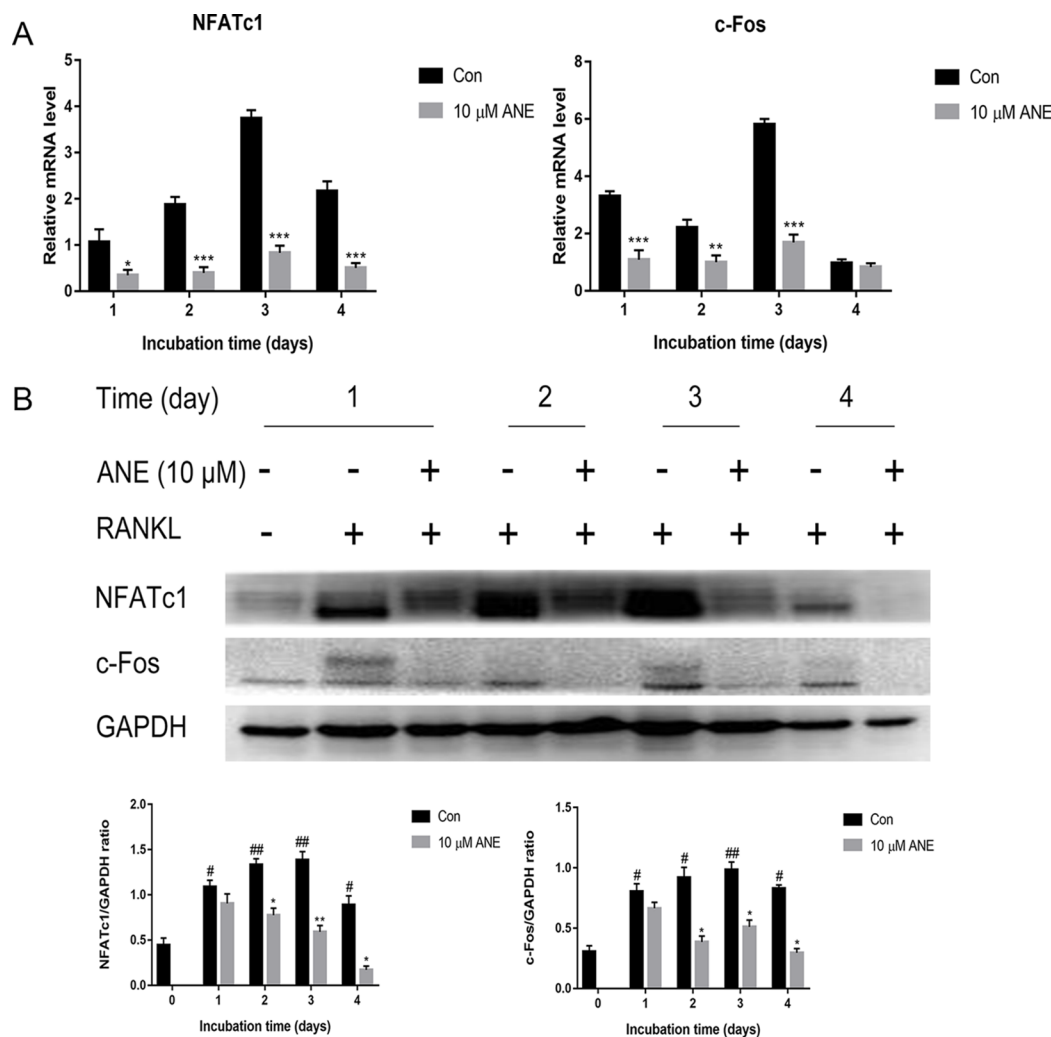 A
NFATc1
Relative mRNA level
5
4
3
2
1
0
* *** *** ***
1 2 3 4
Incubation time (days)
Con
10 μM ANE
c-Fos
Relative mRNA level
8
6
4
2
0
*** ** ***
1 2 3 4
Incubation time (days)
Con
10 μM ANE
B
Time (day) 1 2 3 4
ANE (10 μM) - - + - + - + - +
RANKL - + + + + + + + +
NFATc1
c-Fos
GAPDH
NFATc1/GAPDH ratio
2.0
1.5
1.0
0.5
0.0
# ## * ## ** # *
0 1 2 3 4
Incubation time (days)
Con
10 μM ANE
c-Fos/GAPDH ratio
1.5
1.0
0.5
0.0
# # * ## * # *
0 1 2 3 4
Incubation time (days)
Con
10 μM ANE